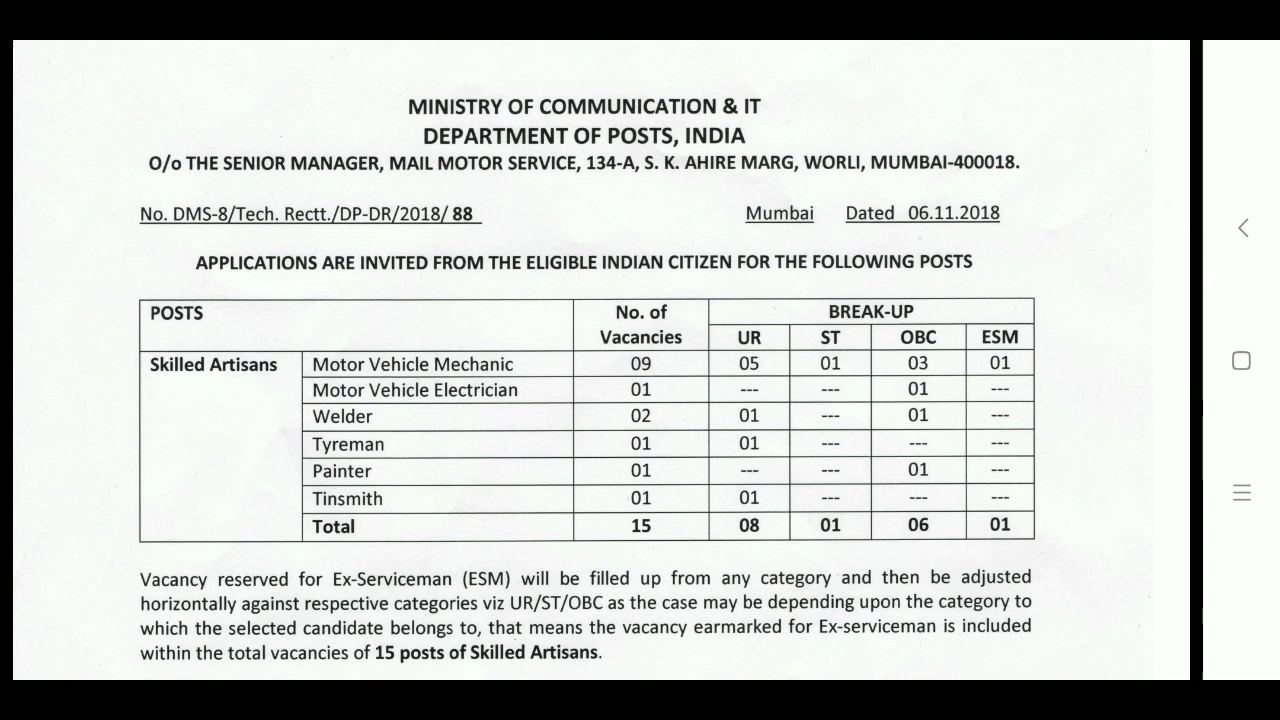 MINISTRY OF COMMUNICATION & IT
DEPARTMENT OF POSTS, INDIA
O/o THE SENIOR MANAGER, MAIL MOTOR SERVICE, 134-A, S. K. AHIRE MARG, WORLI, MUMBAI-400018.
No. DMS-8/Tech. Rectt./DP-DR/2018/ 88 Mumbai Dated 06.11.2018
APPLICATIONS ARE INVITED FROM THE ELIGIBLE INDIAN CITIZEN FOR THE FOLLOWING POSTS
POSTS No. of Vacancies BREAK-UP
UR ST OBC ESM
Skilled Artisans Motor Vehicle Mechanic 09 05 01 03 01
Motor Vehicle Electrician 01 --- --- 01 ---
Welder 02 01 --- 01 ---
Tyreman 01 01 --- --- ---
Painter 01 --- --- 01 ---
Tinsmith 01 01 --- --- ---
Total 15 08 01 06 01
Vacancy reserved for Ex-Serviceman (ESM) will be filled up from any category and then be adjusted
horizontally against respective categories viz UR/ST/OBC as the case may be depending upon the category to
which the selected candidate belongs to, that means the vacancy earmarked for Ex-serviceman is included
within the total vacancies of 15 posts of Skilled Artisans.